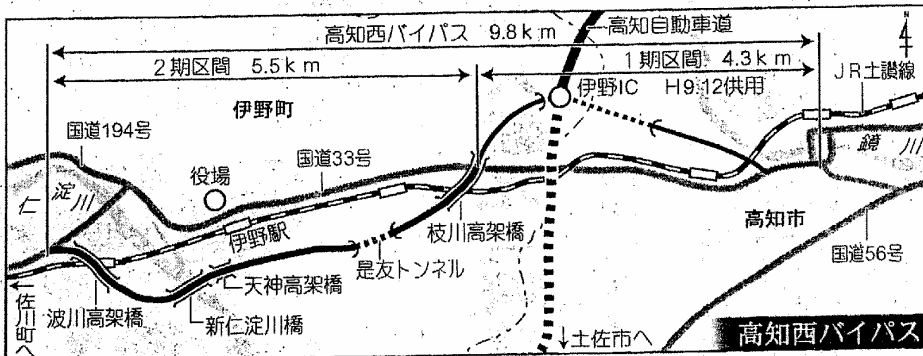 高知西バイパス 9.8km
高知自動車道
2期区間 5.5km
1期区間 4.3km
伊野IC H9.12供用
JR土讃線
伊野町
国道194号
役場
国道33号
鏡川
仁淀川
高知市
伊野駅
枝川高架橋
国道56号
是友トンネル
天神高架橋
波川高架橋
新仁淀川橋
←佐川町へ
↓土佐市へ
高知西バイパス